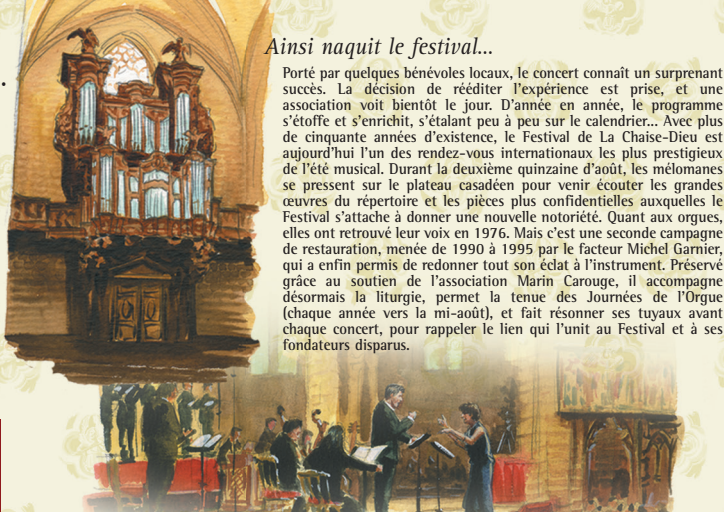 Ainsi naquit le festival...
Porté par quelques bénévoles locaux, le concert connaît un surprenant
succès. La décision de rééditer l'expérience est prise, et une
association voit bientôt le jour. D'année en année, le programme
s'étoffe et s'enrichit, s'étalant peu à peu sur le calendrier... Avec plus
de cinquante années d'existence, le Festival de La Chaise-Dieu est
aujourd'hui l'un des rendez-vous internationaux les plus prestigieux
de l'été musical. Durant la deuxième quinzaine d'août, les mélomanes
se pressent sur le plateau casadéen pour venir écouter les grandes
œuvres du répertoire et les pièces plus confidentielles auxquelles le
Festival s'attache à donner une nouvelle notoriété. Quant aux orgues,
elles ont retrouvé leur voix en 1976. Mais c'est une seconde campagne
de restauration, menée de 1990 à 1995 par le facteur Michel Garnier,
qui a enfin permis de redonner tout son éclat à l'instrument. Préservé
grâce au soutien de l'association Marin Carouge, il accompagne
désormais la liturgie, permet la tenue des Journées de l'Orgue
(chaque année vers la mi-août), et fait résonner ses tuyaux avant
chaque concert, pour rappeler le lien qui l'unit au Festival et à ses
fondateurs disparus.